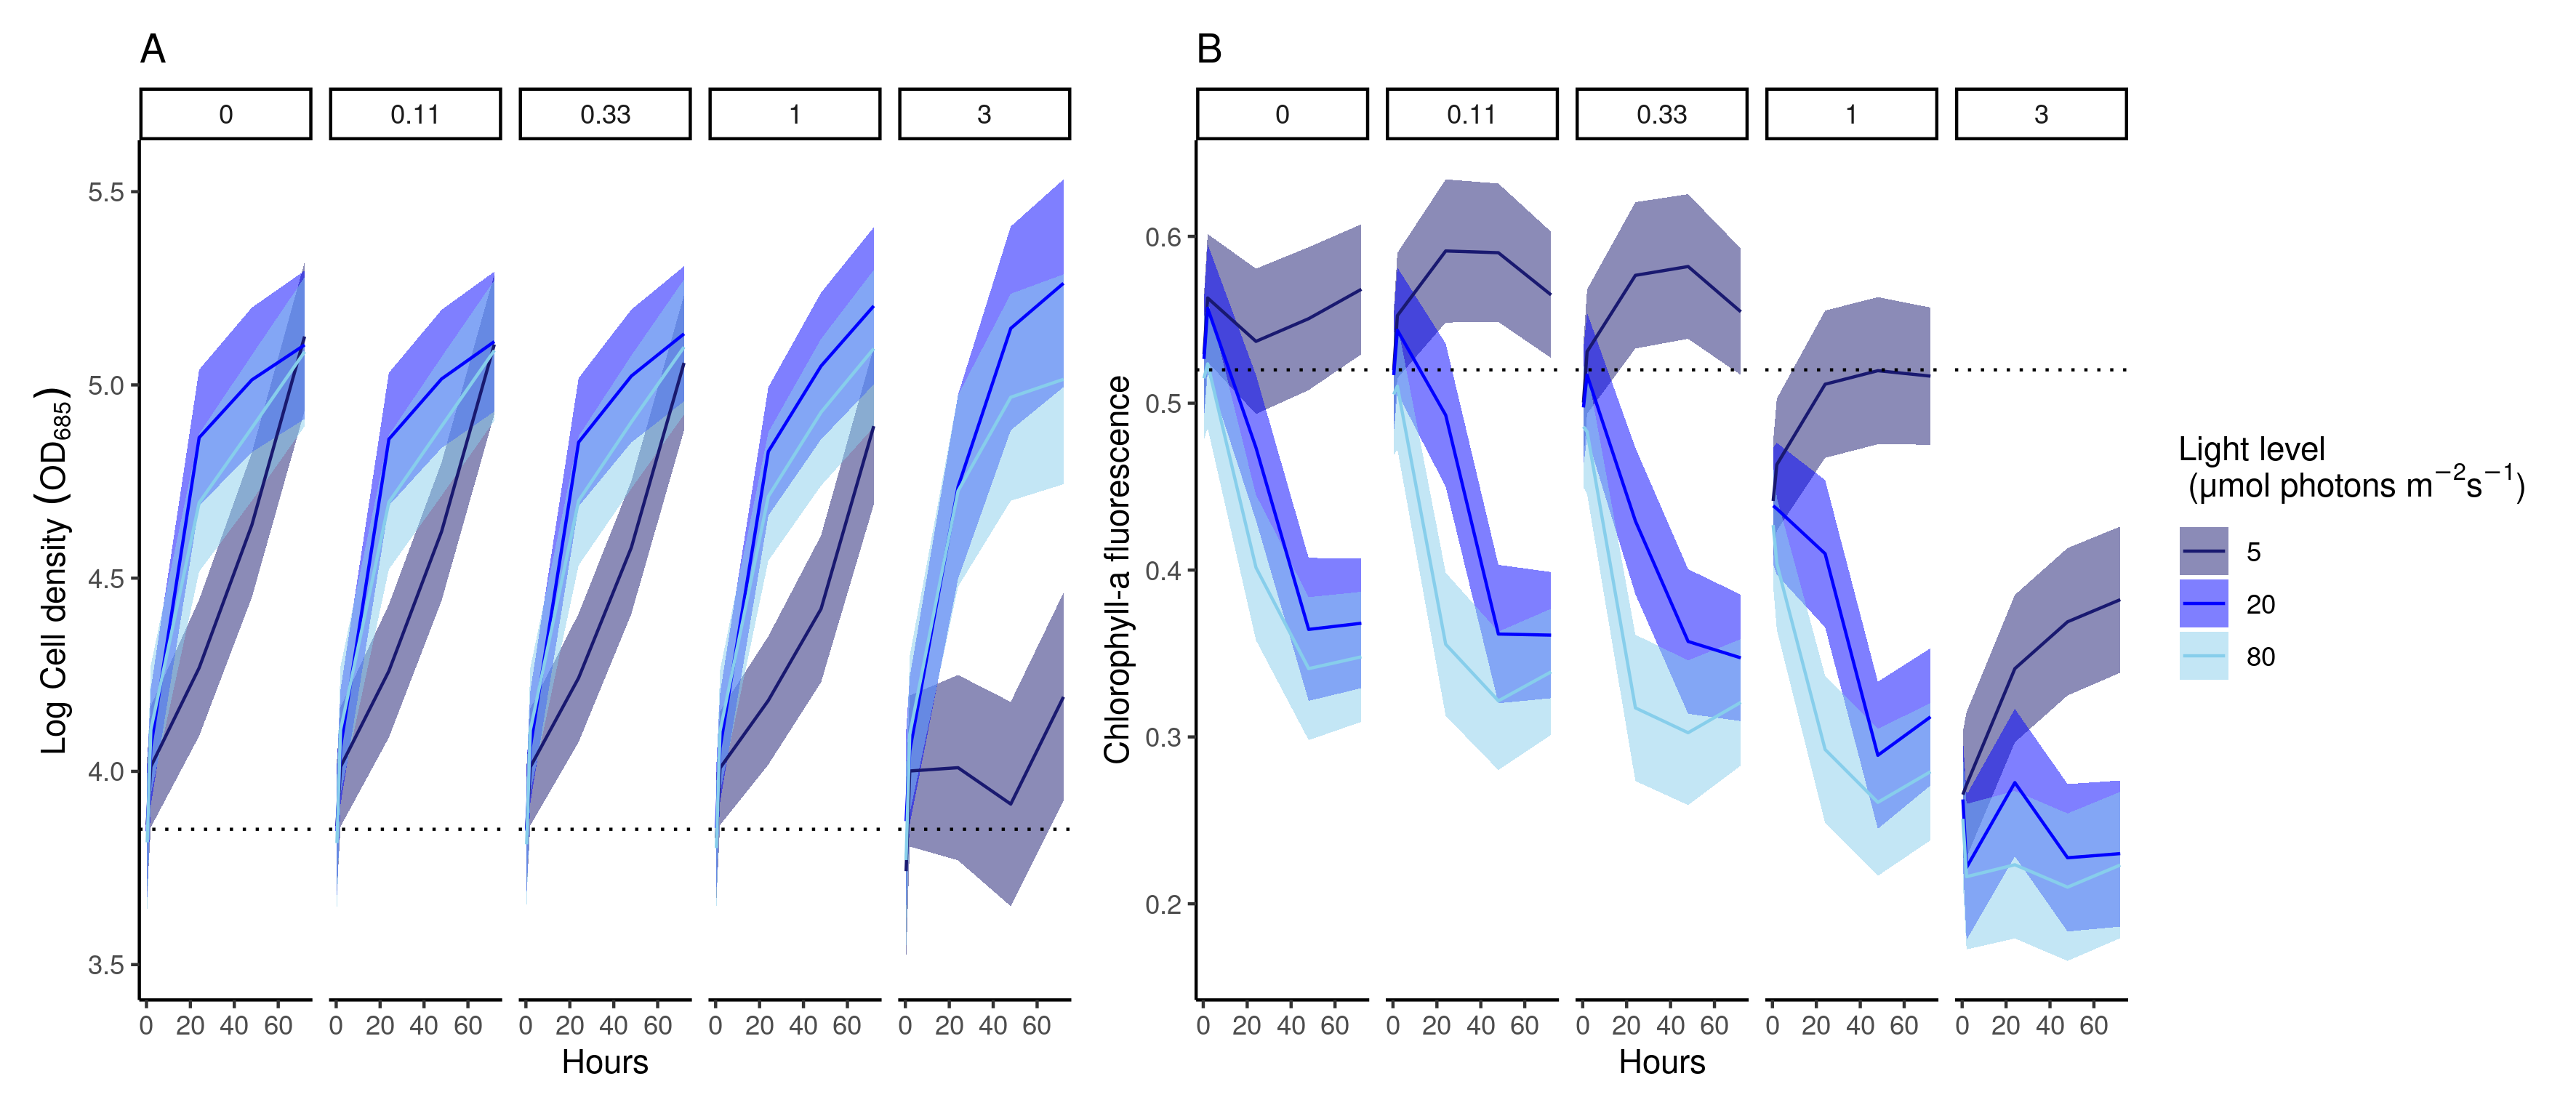 A
B
0 0.11 0.33 1 3
0 0.11 0.33 1 3
5.5
5.0
4.5
4.0
3.5
Log Cell density (OD₆₈₅)
0 20 40 60 0 20 40 60 0 20 40 60 0 20 40 60 0 20 40 60
Hours
0.6
0.5
0.4
0.3
0.2
Chlorophyll-a fluorescence
0 20 40 60 0 20 40 60 0 20 40 60 0 20 40 60 0 20 40 60
Hours
Light level
(μmol photons m⁻²s⁻¹)
5
20
80